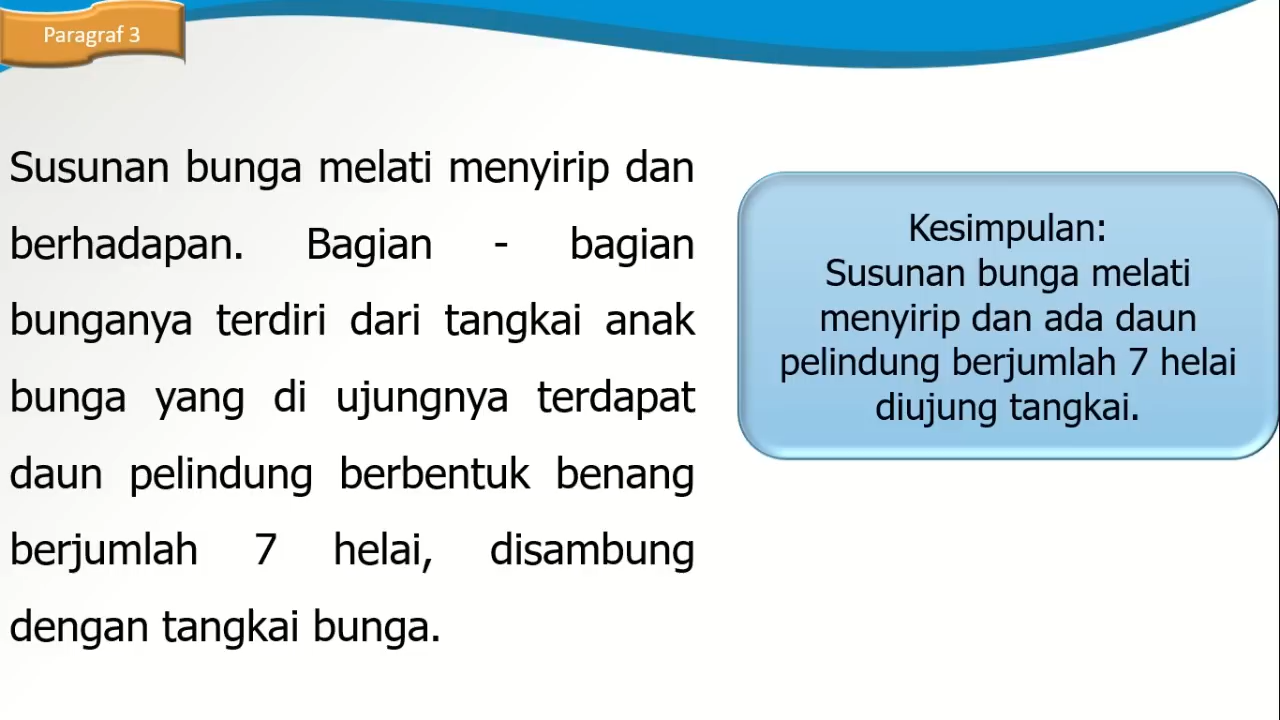 Paragraf 3
Susunan bunga melati menyirip dan
berhadapan. Bagian - bagian
bunganya terdiri dari tangkai anak
bunga yang di ujungnya terdapat
daun pelindung berbentuk benang
berjumlah 7 helai, disambung
dengan tangkai bunga.
Kesimpulan:
Susunan bunga melati
menyirip dan ada daun
pelindung berjumlah 7 helai
diujung tangkai.